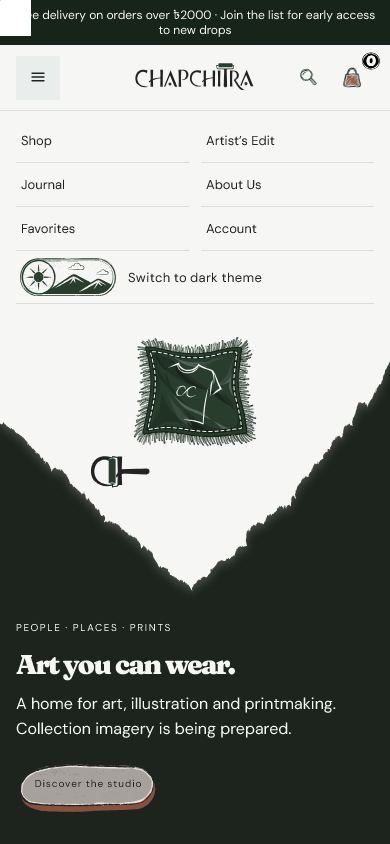 ee delivery on orders over ৳2000 · Join the list for early access
to new drops
CHAPCHITRA
0
Shop
Artist’s Edit
Journal
About Us
Favorites
Account
Switch to dark theme
PEOPLE · PLACES · PRINTS
Art you can wear.
A home for art, illustration and printmaking.
Collection imagery is being prepared.
Discover the studio